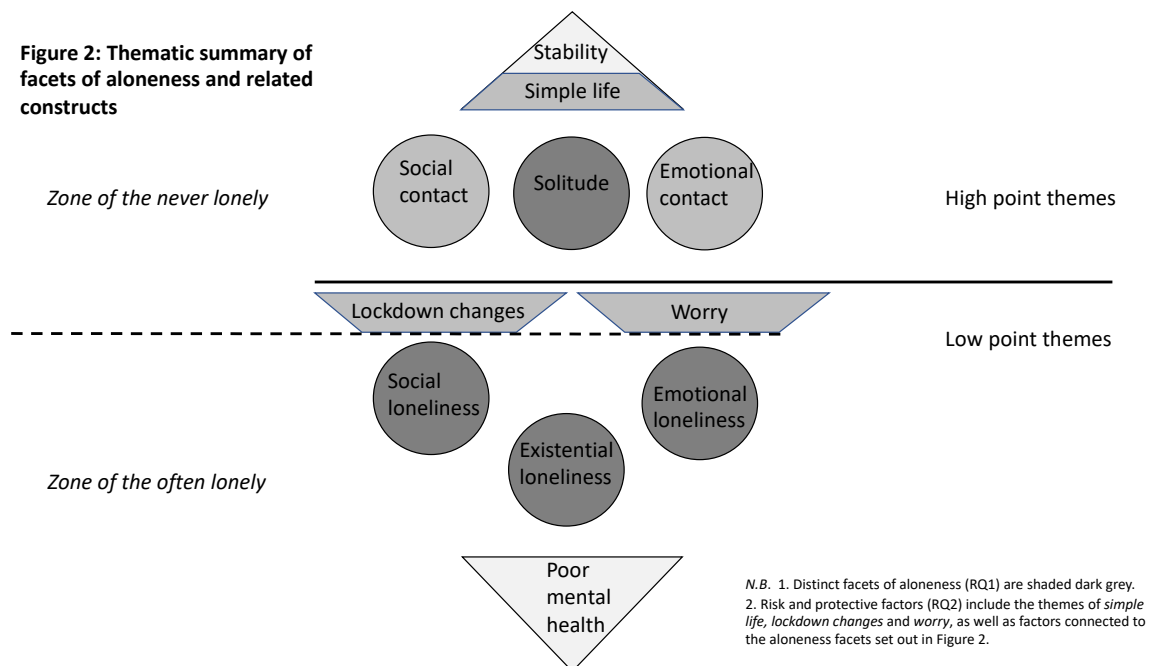 Figure 2: Thematic summary of
facets of aloneness and related
constructs
Stability
Simple life
Zone of the never lonely
Social
contact
Solitude
Emotional
contact
High point themes
Lockdown changes
Worry
Low point themes
Social
loneliness
Emotional
loneliness
Existential
loneliness
Zone of the often lonely
Poor
mental
health
N.B. 1. Distinct facets of aloneness (RQ1) are shaded dark grey.
2. Risk and protective factors (RQ2) include the themes of simple
life, lockdown changes and worry, as well as factors connected to
the aloneness facets set out in Figure 2.